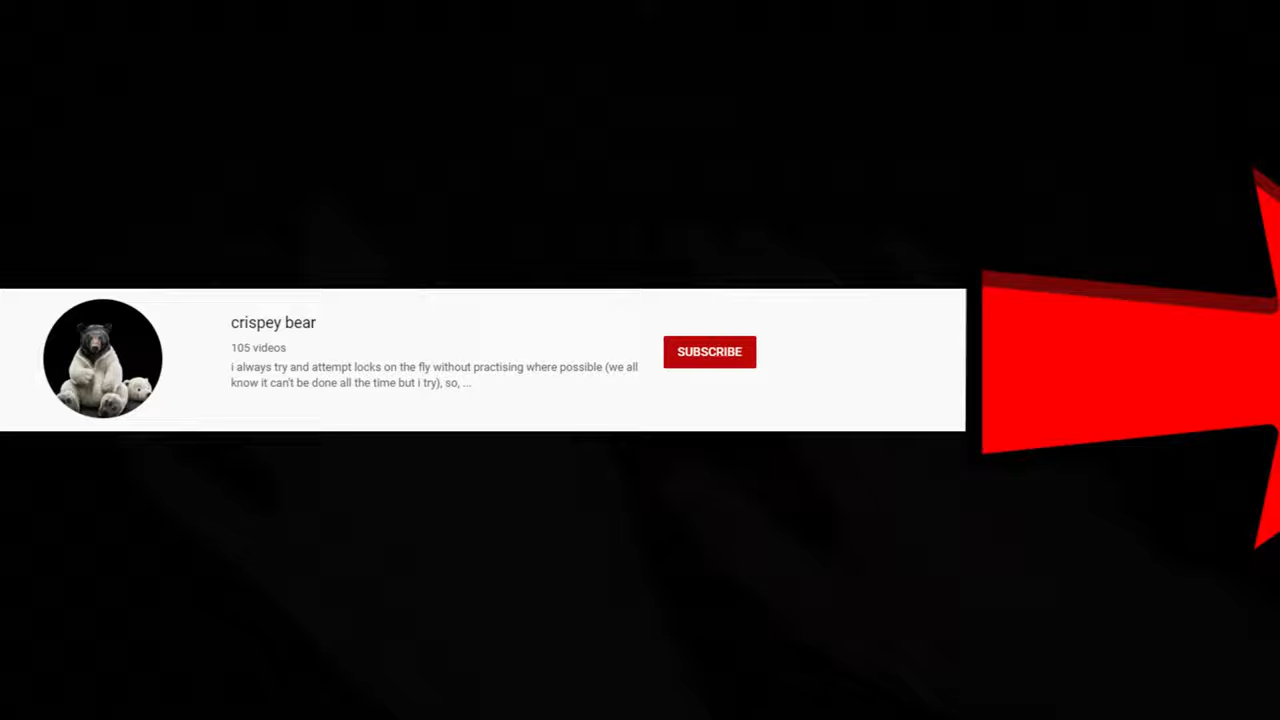 crispey bear
105 videos
i always try and attempt locks on the fly without practising where possible (we all
know it can't be done all the time but i try), so, ...
SUBSCRIBE